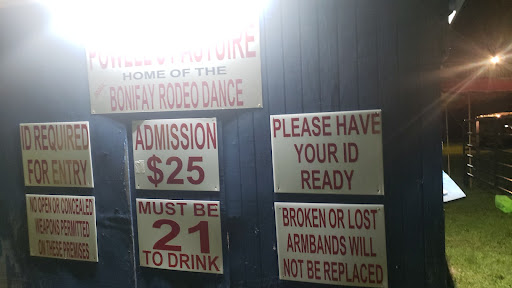 HOME OF THE
BONIFAY RODEO DANCE
ID REQUIRED
FOR ENTRY
ADMISSION
$25
PLEASE HAVE
YOUR ID
READY
NO OPEN OR CONCEALED
WEAPONS PERMITTED
ON THESE PREMISES
MUST BE
21
TO DRINK
BROKEN OR LOST
ARMBANDS WILL
NOT BE REPLACED